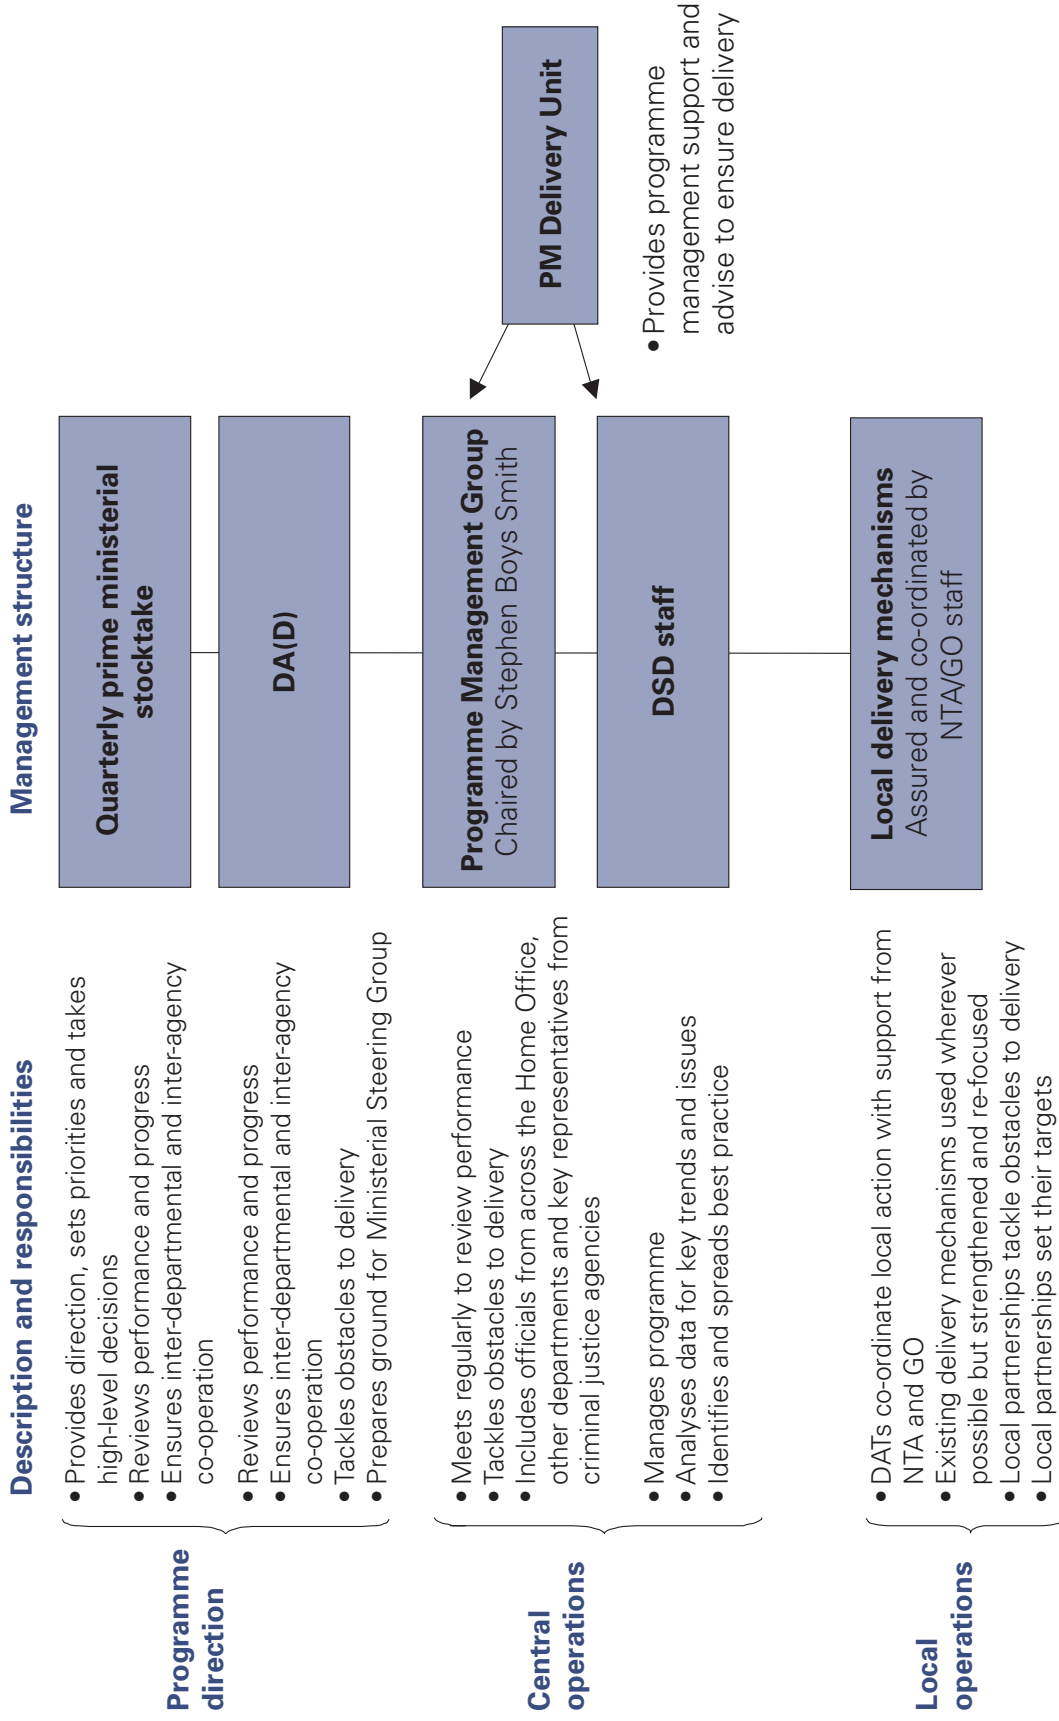 Description and responsibilities
Management structure
Programme
direction
• Provides direction, sets priorities and takes
high-level decisions
• Reviews performance and progress
• Ensures inter-departmental and inter-agency
co-operation
Quarterly prime ministerial
stocktake
• Reviews performance and progress
• Ensures inter-departmental and inter-agency
co-operation
• Tackles obstacles to delivery
• Prepares ground for Ministerial Steering Group
DA(D)
Central
operations
• Meets regularly to review performance
• Tackles obstacles to delivery
• Includes officials from across the Home Office,
other departments and key representatives from
criminal justice agencies
Programme Management Group
Chaired by Stephen Boys Smith
• Manages programme
• Analyses data for key trends and issues
• Identifies and spreads best practice
DSD staff
PM Delivery Unit
• Provides programme
management support and
advise to ensure delivery
Local
operations
• DATs co-ordinate local action with support from
NTA and GO
• Existing delivery mechanisms used wherever
possible but strengthened and re-focused
• Local partnerships tackle obstacles to delivery
• Local partnerships set their targets
Local delivery mechanisms
Assured and co-ordinated by
NTA/GO staff